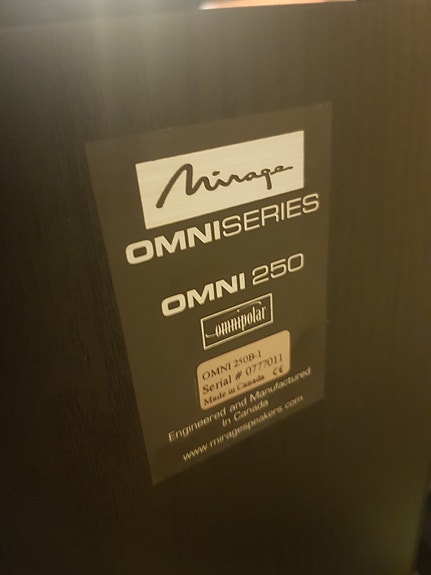 Mirage
OMNISERIES
OMNI 250
omnipolar
OMNI 250B-1
Serial # 0777011
Made in Canada CE
Engineered and Manufactured
in Canada
www.miragespeakers.com